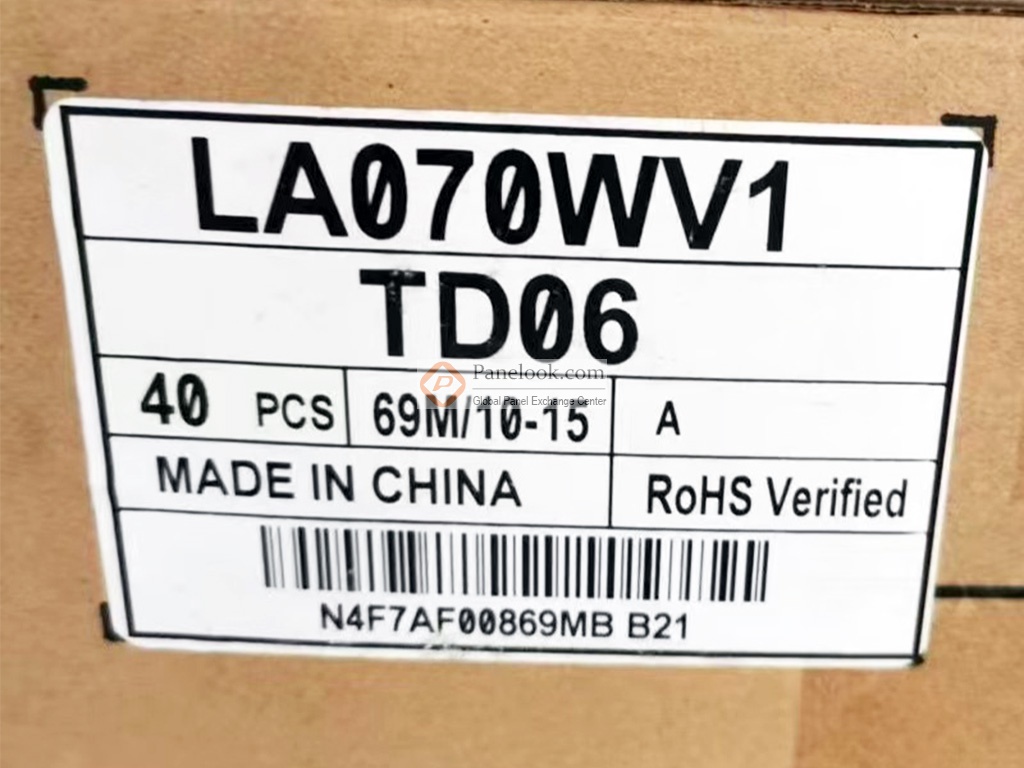 LA070WV1
TD06
Panelook.com
Global Panel Exchange Center
40 PCS 69M/10-15 A
MADE IN CHINA RoHS Verified
N4F7AF00869MB B21